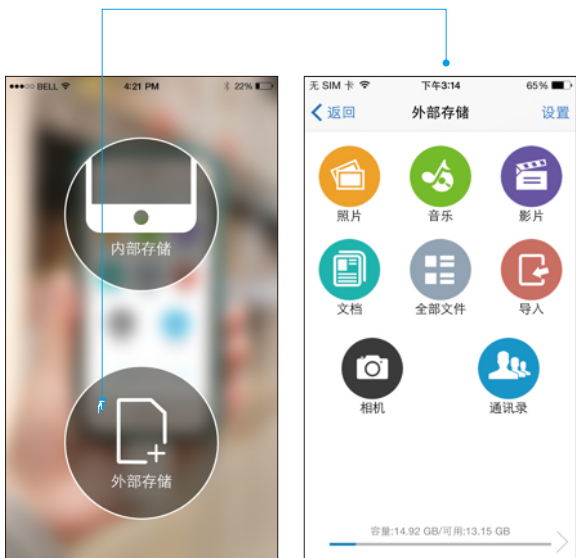 BELL 4:21 PM 22%
内部存储
外部存储
无 SIM 卡 下午3:14 65%
返回 外部存储 设置
照片 音乐 影片
文档 全部文件 导入
相机 通讯录
容量:14.92 GB/可用:13.15 GB